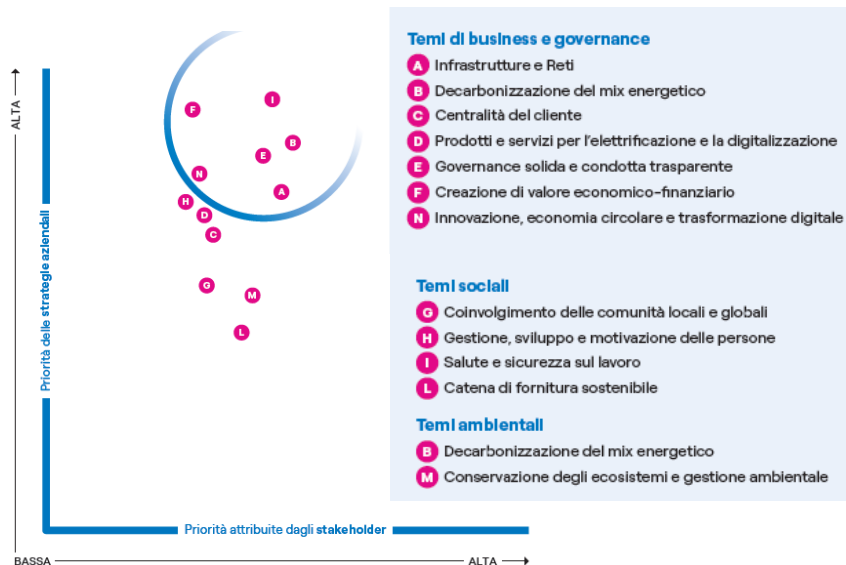 Temi di business e governance
A Infrastrutture e Reti
B Decarbonizzazione del mix energetico
C Centralità del cliente
D Prodotti e servizi per l'elettrificazione e la digitalizzazione
E Governance solida e condotta trasparente
F Creazione di valore economico-finanziario
N Innovazione, economia circolare e trasformazione digitale
Temi sociali
G Coinvolgimento delle comunità locali e globali
H Gestione, sviluppo e motivazione delle persone
I Salute e sicurezza sul lavoro
L Catena di fornitura sostenibile
Temi ambientali
B Decarbonizzazione del mix energetico
M Conservazione degli ecosistemi e gestione ambientale
ALTA
Priorità delle strategie aziendali
I
F
B
E
N
A
H
D
C
G
M
L
Priorità attribuite dagli stakeholder
BASSA
ALTA